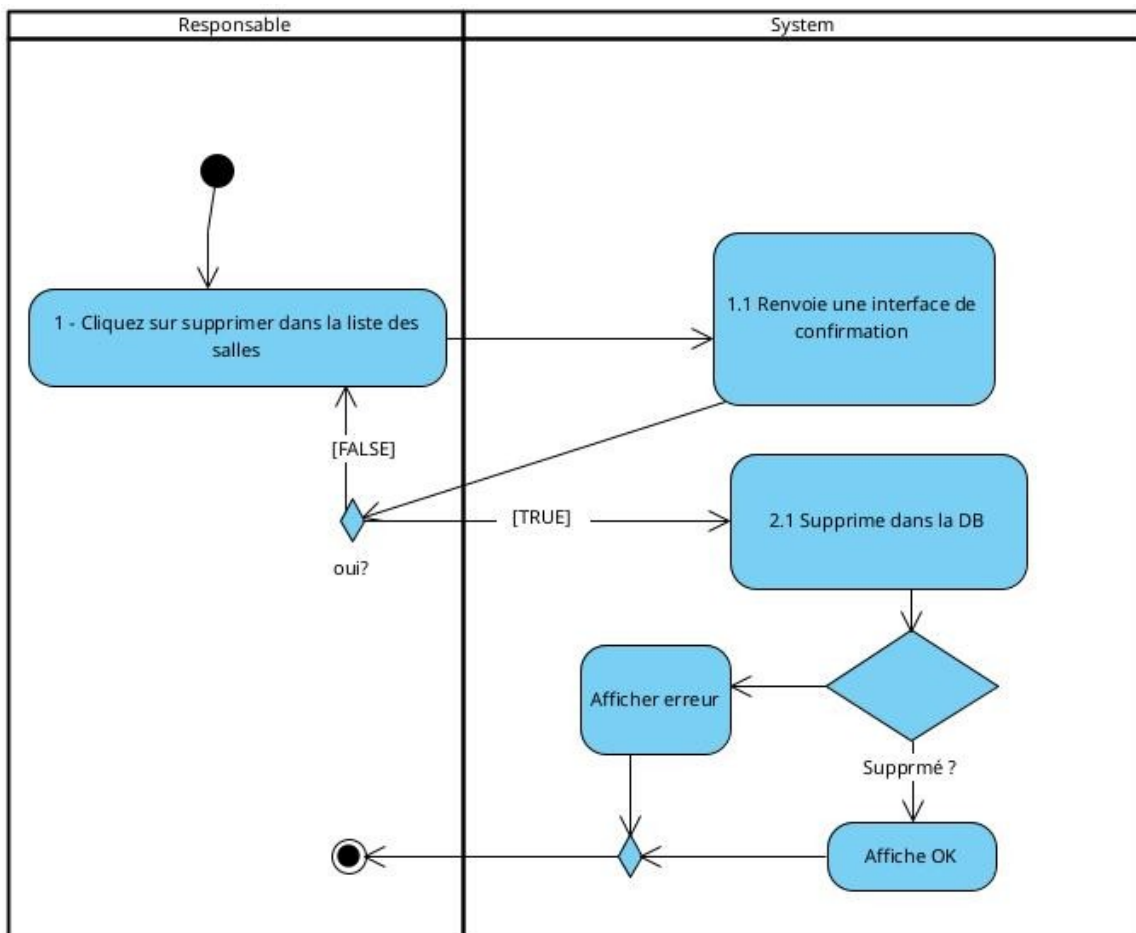 Responsable
System
1 - Cliquez sur supprimer dans la liste des
salles
1.1 Renvoie une interface de
confirmation
[FALSE]
[TRUE]
oui?
2.1 Supprime dans la DB
Afficher erreur
Supprmé ?
Affiche OK